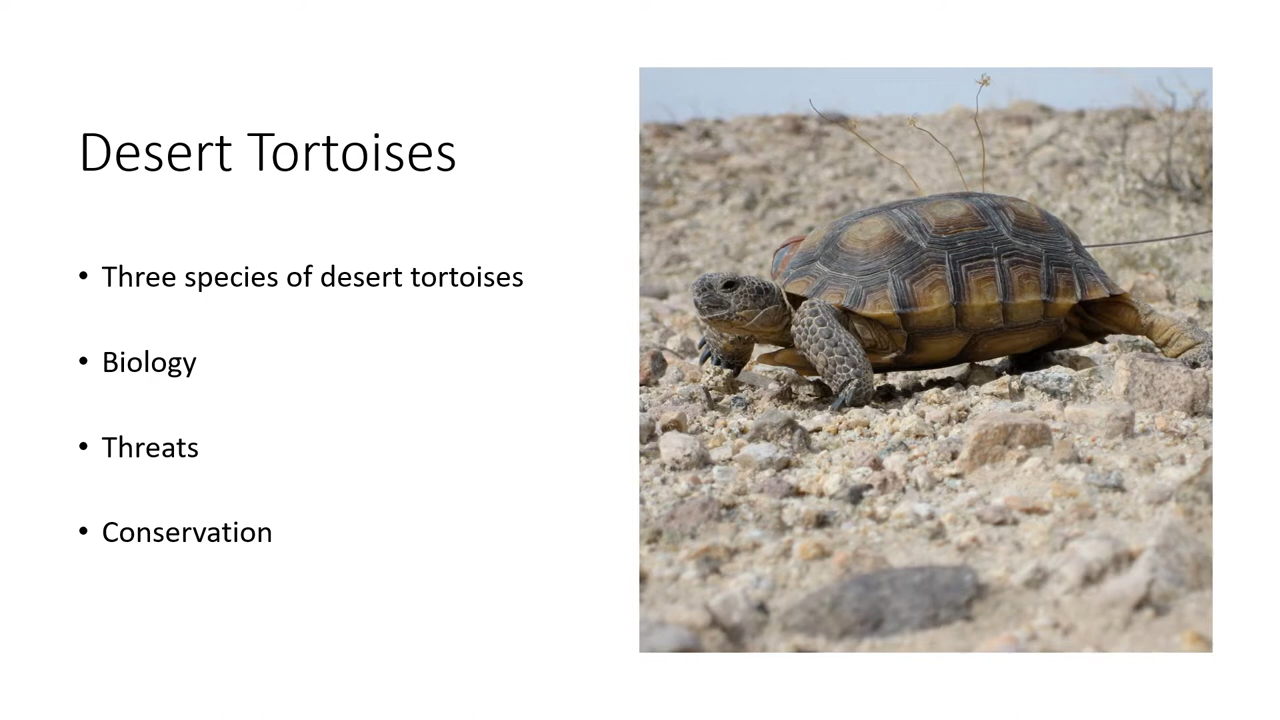 Desert Tortoises
• Three species of desert tortoises
• Biology
• Threats
• Conservation